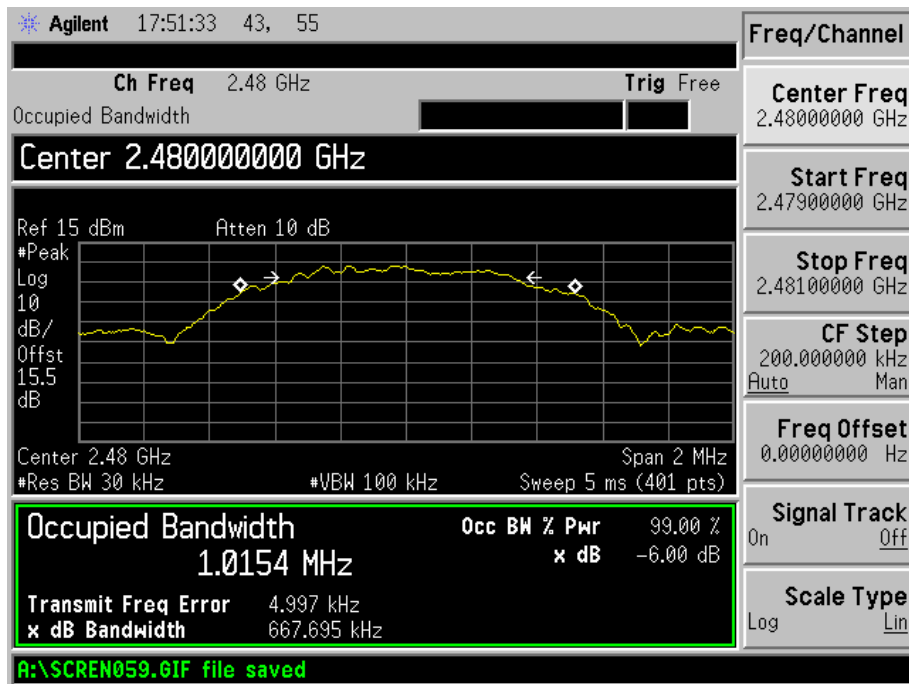 Agilent 17:51:33 43, 55
Ch Freq 2.48 GHz Trig Free
Occupied Bandwidth
Center 2.480000000 GHz
Ref 15 dBm Atten 10 dB
#Peak
Log
10
dB/
Offst
15.5
dB
Center 2.48 GHz Span 2 MHz
#Res BW 30 kHz #VBW 100 kHz Sweep 5 ms (401 pts)
Occupied Bandwidth Occ BW % Pwr 99.00 %
1.0154 MHz x dB -6.00 dB
Transmit Freq Error 4.997 kHz
x dB Bandwidth 667.695 kHz
A:\SCREN059.GIF file saved
Freq/Channel
Center Freq
2.48000000 GHz
Start Freq
2.47900000 GHz
Stop Freq
2.48100000 GHz
CF Step
200.000000 kHz
Auto Man
Freq Offset
0.00000000 Hz
Signal Track
On Off
Scale Type
Log Lin